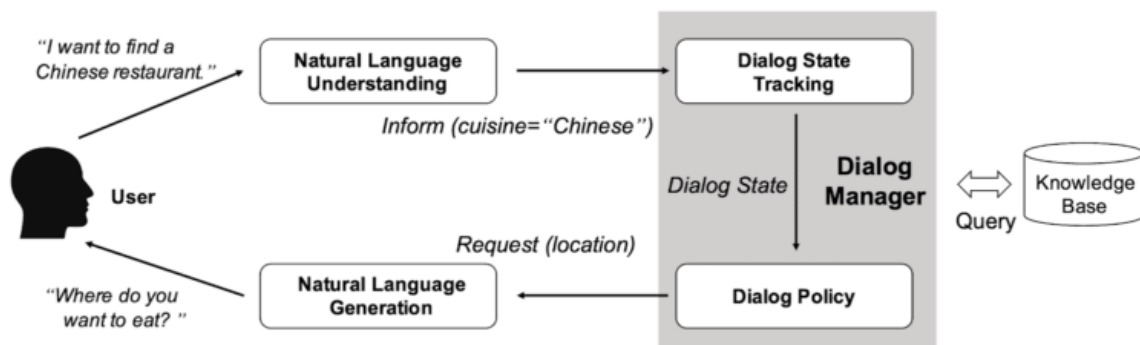 “I want to find a
Chinese restaurant.”
Natural Language
Understanding
Dialog State
Tracking
Inform (cuisine=“Chinese”)
User
Dialog State
Dialog
Manager
Query
Knowledge
Base
Request (location)
“Where do you
want to eat? ”
Natural Language
Generation
Dialog Policy